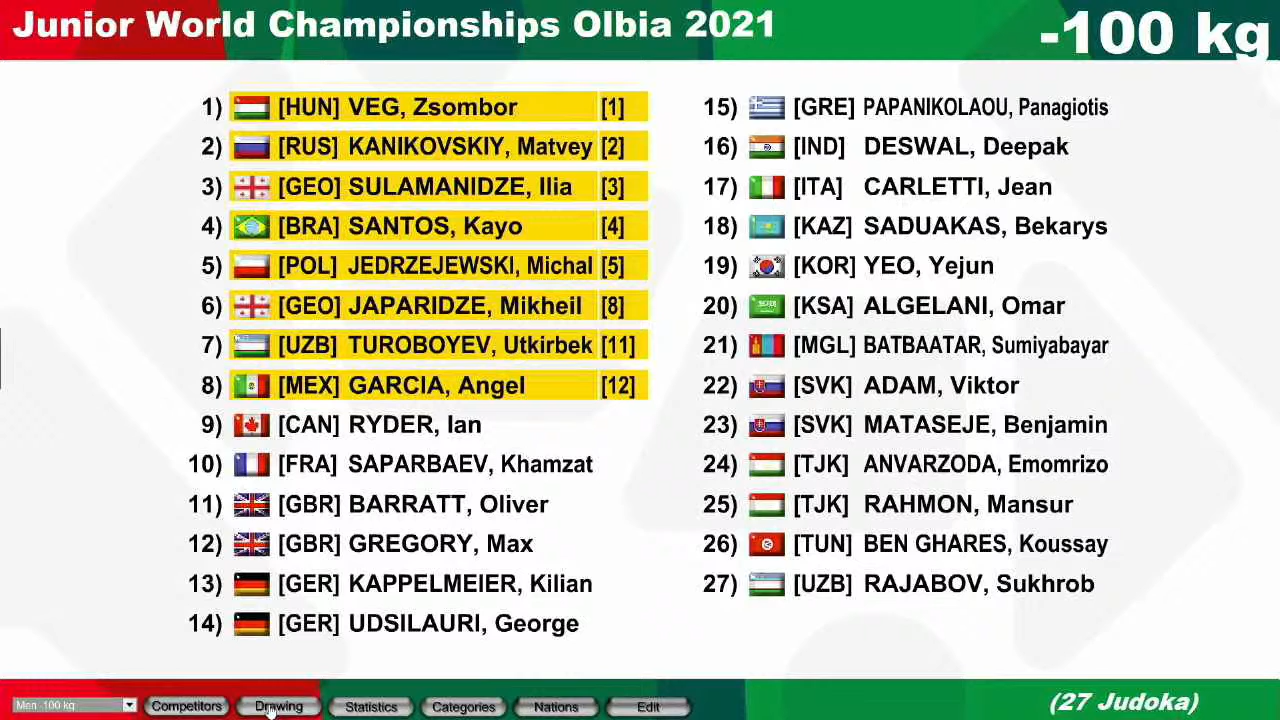 Junior World Championships Olbia 2021
-100 kg
1) [HUN] VEG, Zsombor [1]
2) [RUS] KANIKOVSKIY, Matvey [2]
3) [GEO] SULAMANIDZE, Ilia [3]
4) [BRA] SANTOS, Kayo [4]
5) [POL] JEDRZEJEWSKI, Michal [5]
6) [GEO] JAPARIDZE, Mikheil [8]
7) [UZB] TUROBOYEV, Utkirbek [11]
8) [MEX] GARCIA, Angel [12]
9) [CAN] RYDER, Ian
10) [FRA] SAPARBAEV, Khamzat
11) [GBR] BARRATT, Oliver
12) [GBR] GREGORY, Max
13) [GER] KAPPELMEIER, Kilian
14) [GER] UDSILAURI, George
15) [GRE] PAPANIKOLAOU, Panagiotis
16) [IND] DESWAL, Deepak
17) [ITA] CARLETTI, Jean
18) [KAZ] SADUAKAS, Bekarys
19) [KOR] YEO, Yejun
20) [KSA] ALGELANI, Omar
21) [MGL] BATBAATAR, Sumiyabayar
22) [SVK] ADAM, Viktor
23) [SVK] MATASEJE, Benjamin
24) [TJK] ANVARZODA, Emomrizo
25) [TJK] RAHMON, Mansur
26) [TUN] BEN GHARES, Koussay
27) [UZB] RAJABOV, Sukhrob
Men -100 kg Competitors Drawing Statistics Categories Nations Edit (27 Judoka)